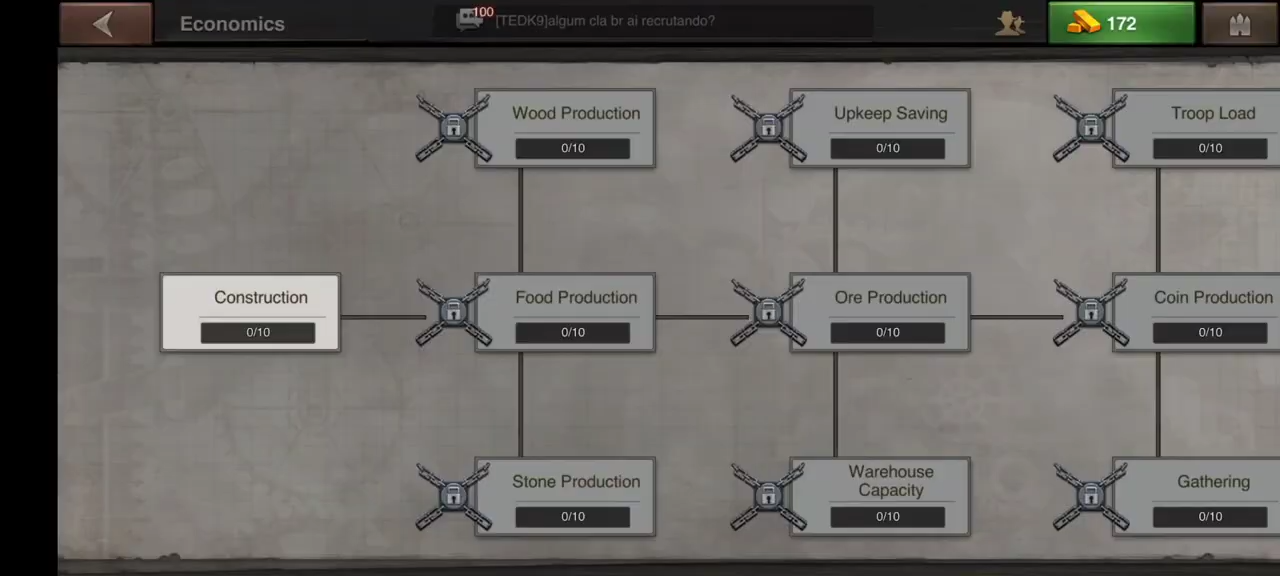 Economics
100
[TEDK9]algum cla br ai recrutando?
172
Wood Production
0/10
Upkeep Saving
0/10
Troop Load
0/10
Construction
0/10
Food Production
0/10
Ore Production
0/10
Coin Production
0/10
Stone Production
0/10
Warehouse
Capacity
0/10
Gathering
0/10